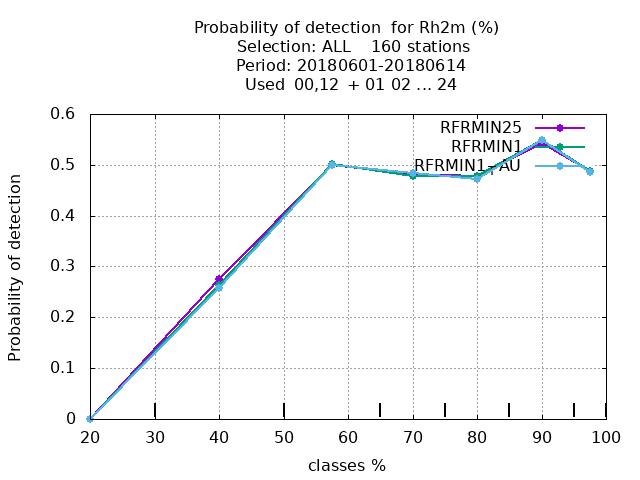 Probability of detection  for Rh2m (%)
Selection: ALL    160 stations
Period: 20180601-20180614
Used  00,12  + 01 02 ... 24
0.6
RFRMIN25
RFRMIN1
RFRMIN1+AU
0.5
0.4
0.3
0.2
0.1
0
Probability of detection
20 30 40 50 60 70 80 90 100
classes %